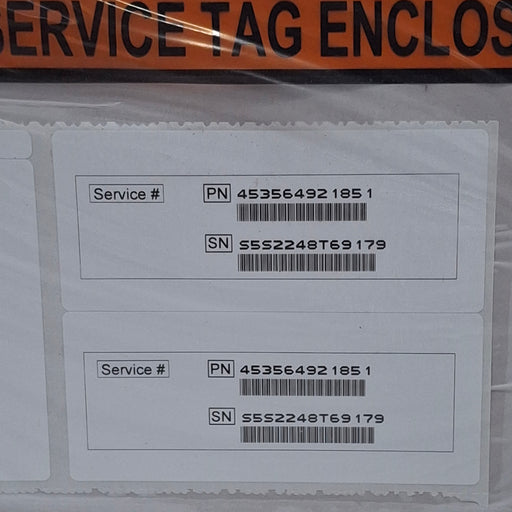 SERVICE TAG ENCLOS
Service # PN 453564921851
SN S5S2248T69179
Service # PN 453564921851
SN S5S2248T69179